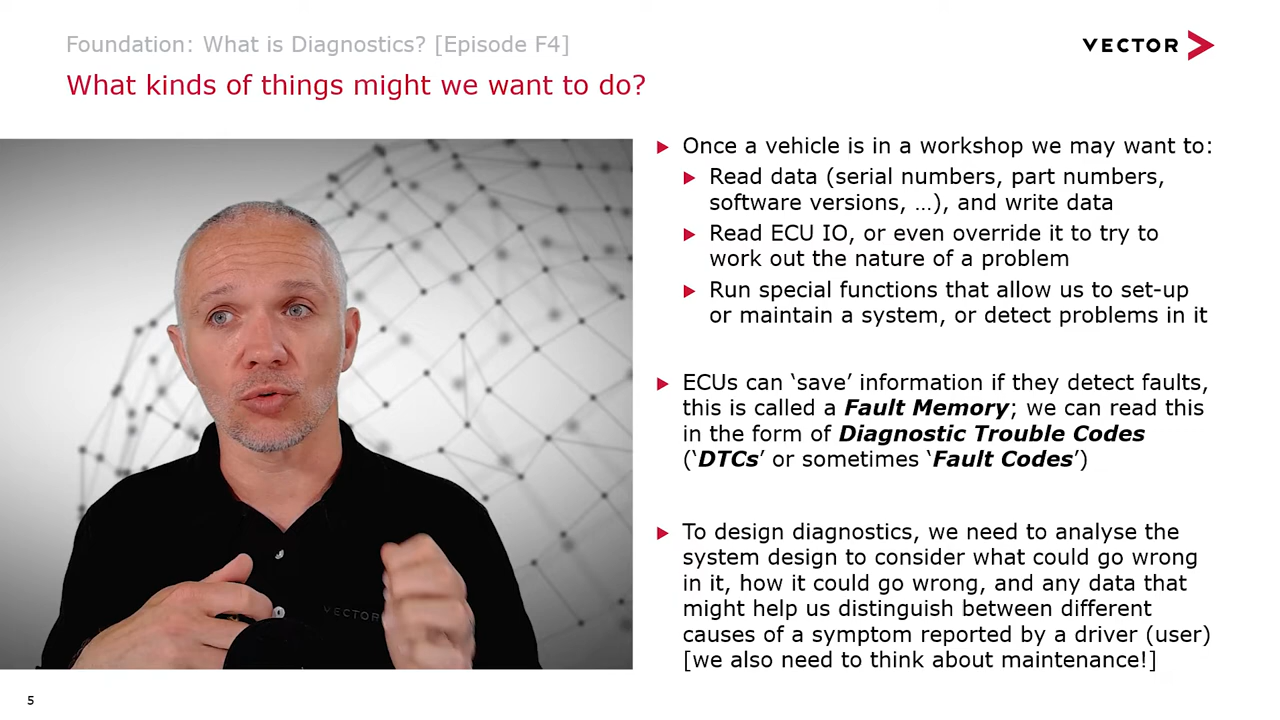 Foundation: What is Diagnostics? [Episode F4]
VECTOR
What kinds of things might we want to do?
Once a vehicle is in a workshop we may want to:
Read data (serial numbers, part numbers,
software versions, …), and write data
Read ECU IO, or even override it to try to
work out the nature of a problem
Run special functions that allow us to set-up
or maintain a system, or detect problems in it
ECUs can ‘save’ information if they detect faults,
this is called a Fault Memory; we can read this
in the form of Diagnostic Trouble Codes
(‘DTCs’ or sometimes ‘Fault Codes’)
To design diagnostics, we need to analyse the
system design to consider what could go wrong
in it, how it could go wrong, and any data that
might help us distinguish between different
causes of a symptom reported by a driver (user)
[we also need to think about maintenance!]
VECTOR
5